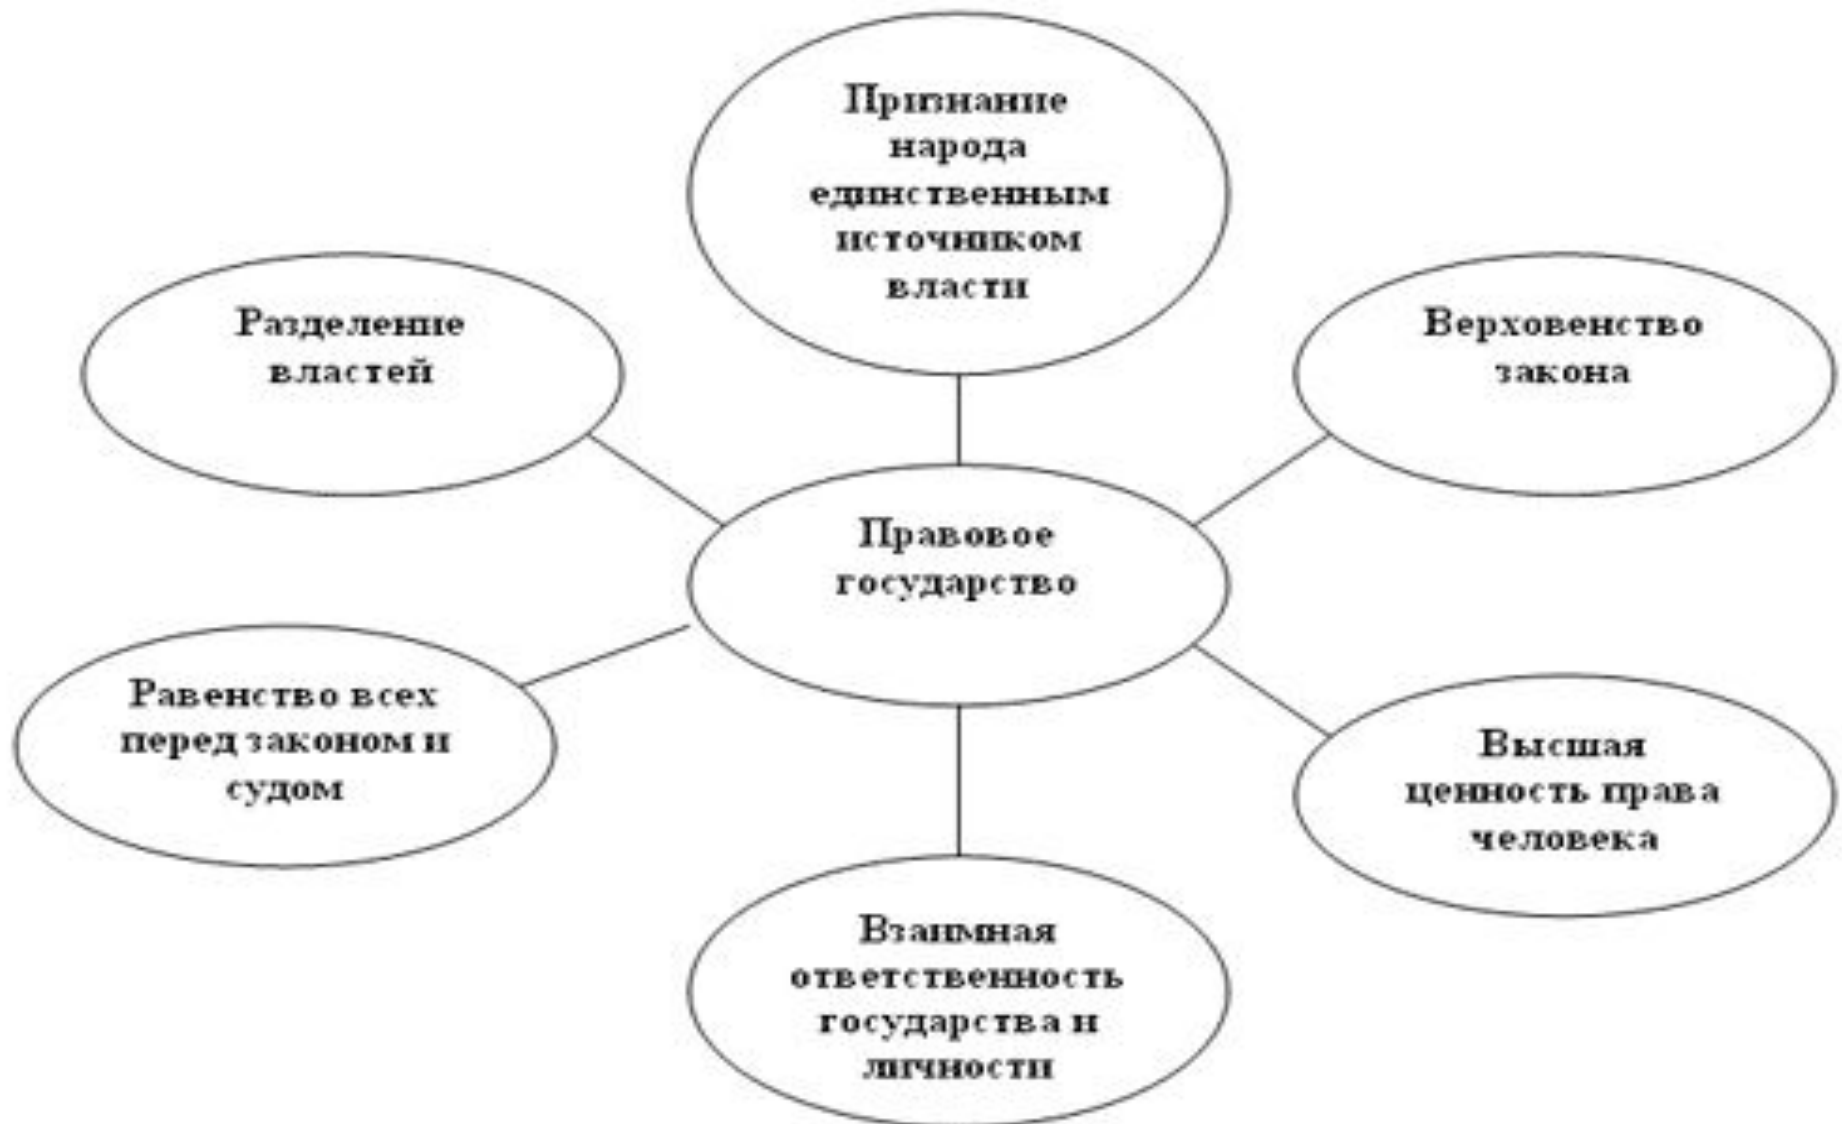 Признание
народа
единственным
источником
власти
Разделение
властей
Верховенство
закона
Правовое
государство
Равенство всех
перед законом и
судом
Высшая
ценность права
человека
Взаимная
ответственность
государства и
личности